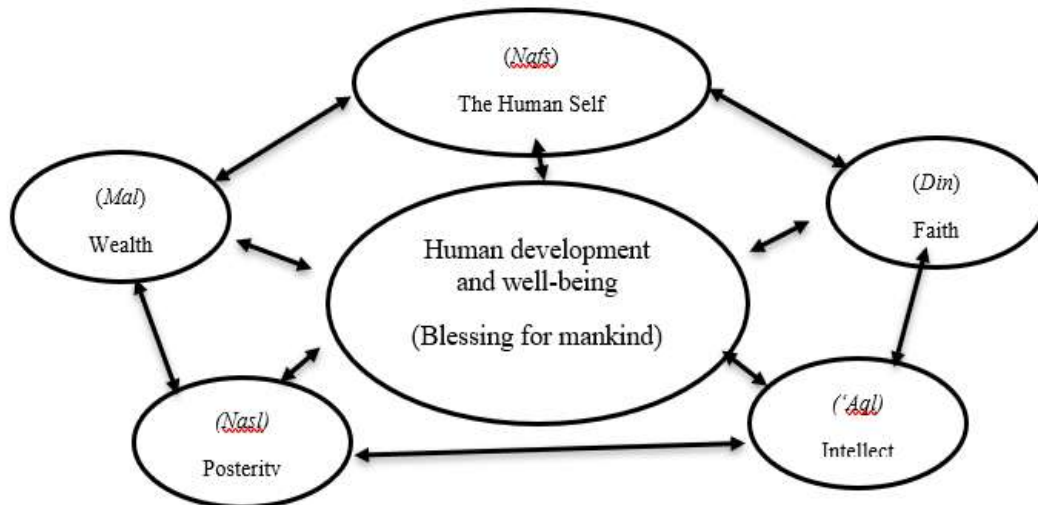 (Nafs)
The Human Self
(Mal)
Wealth
(Din)
Faith
Human development
and well-being
(Blessing for mankind)
(Nasl)
Posterity
(‘Aql)
Intellect